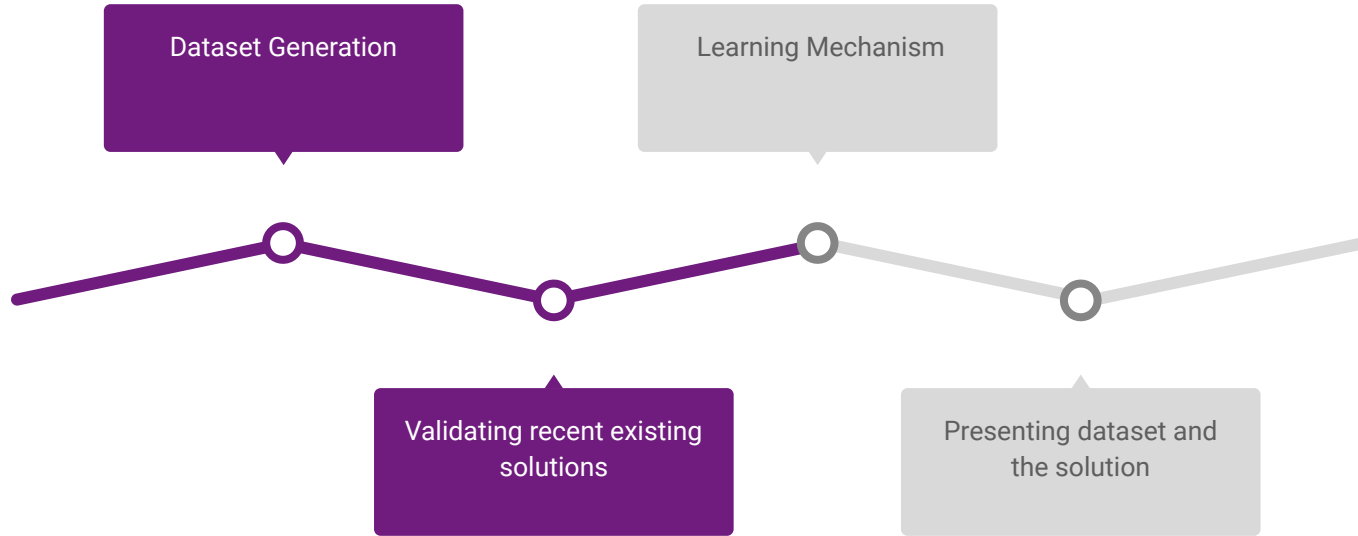 Dataset Generation
Learning Mechanism
Validating recent existing
solutions
Presenting dataset and
the solution